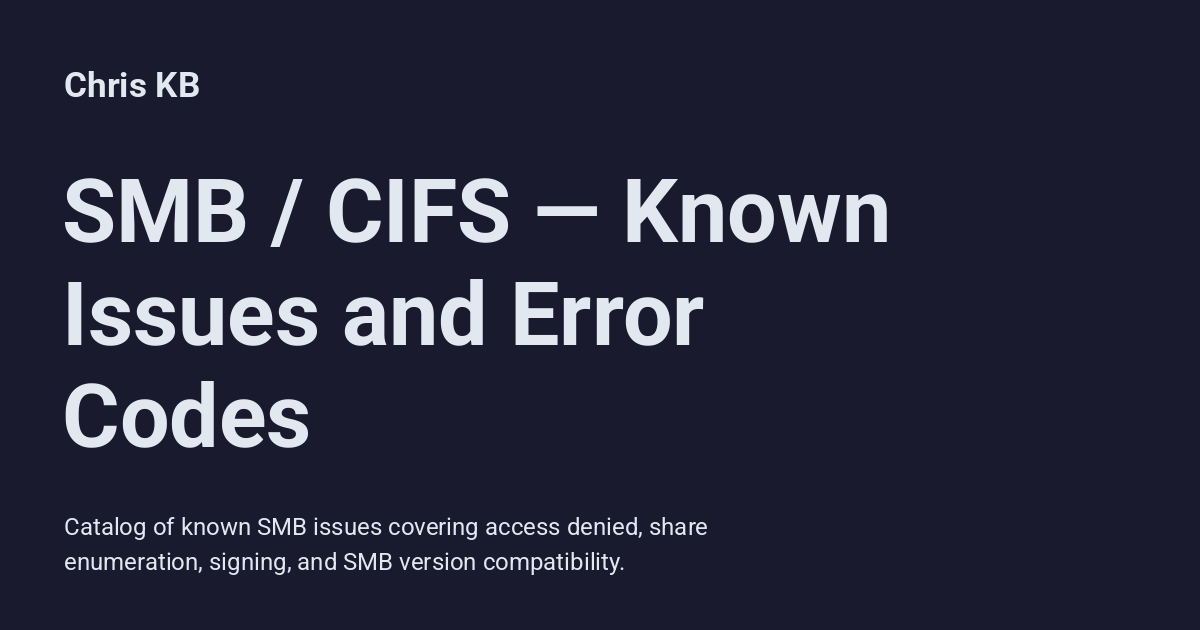 Chris KB
SMB / CIFS — Known
Issues and Error
Codes
Catalog of known SMB issues covering access denied, share
enumeration, signing, and SMB version compatibility.